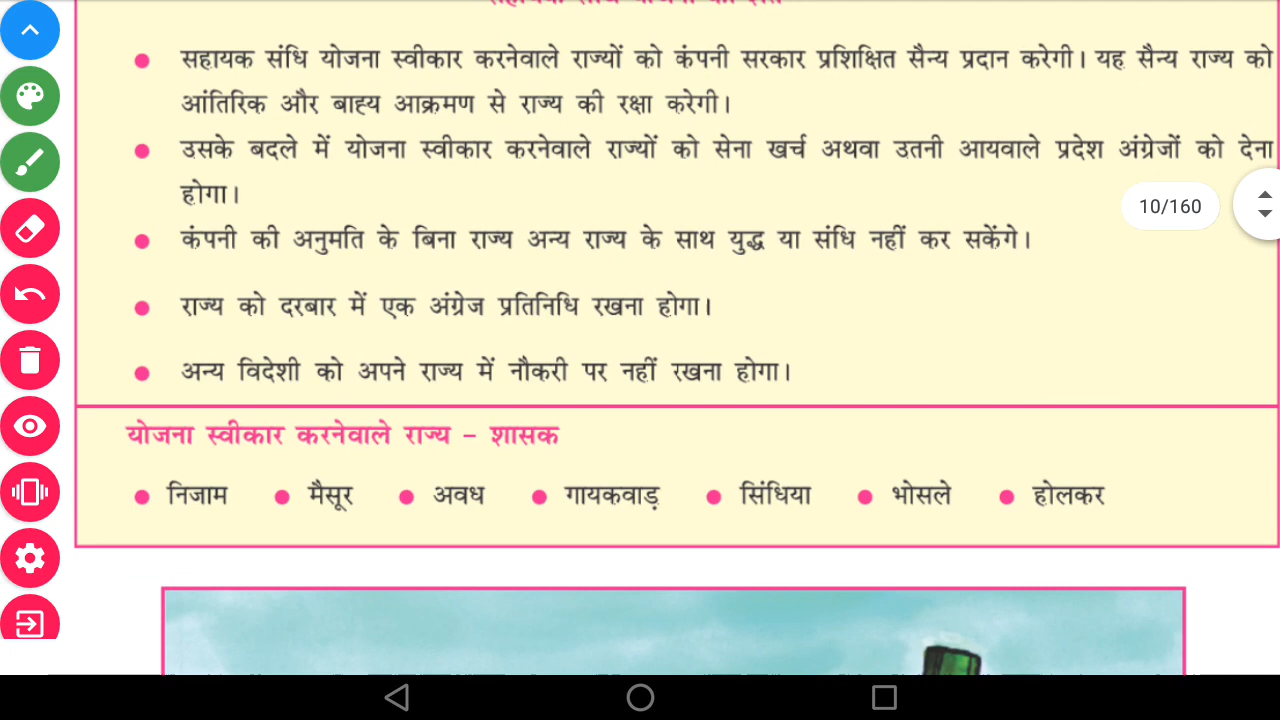 सहायक संधि योजना स्वीकार करनेवाले राज्यों को कंपनी सरकार प्रशिक्षित सैन्य प्रदान करेगी। यह सैन्य राज्य को
आंतिरिक और बाह्य आक्रमण से राज्य की रक्षा करेगी।
उसके बदले में योजना स्वीकार करनेवाले राज्यों को सेना खर्च अथवा उतनी आयवाले प्रदेश अंग्रेजों को देना
होगा।
10/160
कंपनी की अनुमति के बिना राज्य अन्य राज्य के साथ युद्ध या संधि नहीं कर सकेंगे।
राज्य को दरबार में एक अंग्रेज प्रतिनिधि रखना होगा।
अन्य विदेशी को अपने राज्य में नौकरी पर नहीं रखना होगा।
योजना स्वीकार करनेवाले राज्य – शासक
निजाम मैसूर अवध गायकवाड़ सिंधिया भोसले होलकर